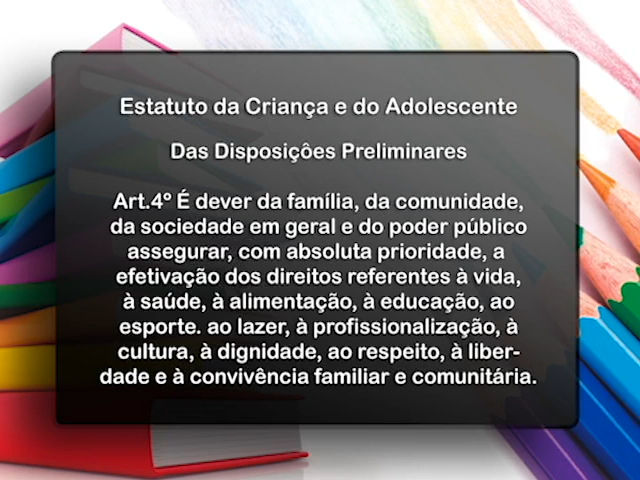 Estatuto da Criança e do Adolescente
Das Disposições Preliminares
Art.4º É dever da família, da comunidade,
da sociedade em geral e do poder público
assegurar, com absoluta prioridade, a
efetivação dos direitos referentes à vida,
à saúde, à alimentação, à educação, ao
esporte. ao lazer, à profissionalização, à
cultura, à dignidade, ao respeito, à liber-
dade e à convivência familiar e comunitária.